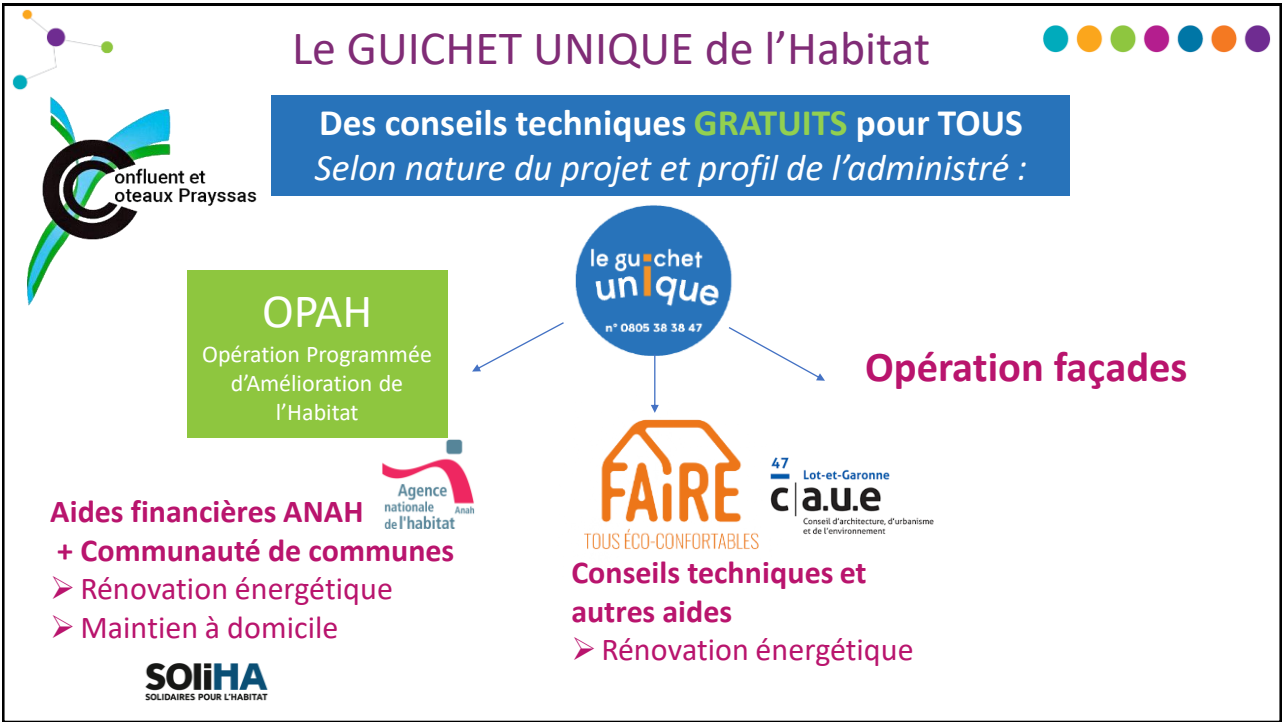 Le GUICHET UNIQUE de l’Habitat
Des conseils techniques GRATUITS pour TOUS
Selon nature du projet et profil de l’administré :
Confluent et
Coteaux Prayssas
le guichet
unique
n° 0805 38 38 47
OPAH
Opération Programmée
d’Amélioration de
l’Habitat
Opération façades
Agence
nationale
de l'habitat
Anah
Aides financières ANAH
+ Communauté de communes
➢ Rénovation énergétique
➢ Maintien à domicile
SOLiHA
SOLIDAIRES POUR L'HABITAT
FAiRE
TOUS ÉCO-CONFORTABLES
47
Lot-et-Garonne
c|a.u.e
Conseil d'architecture, d'urbanisme
et de l'environnement
Conseils techniques et
autres aides
➢ Rénovation énergétique